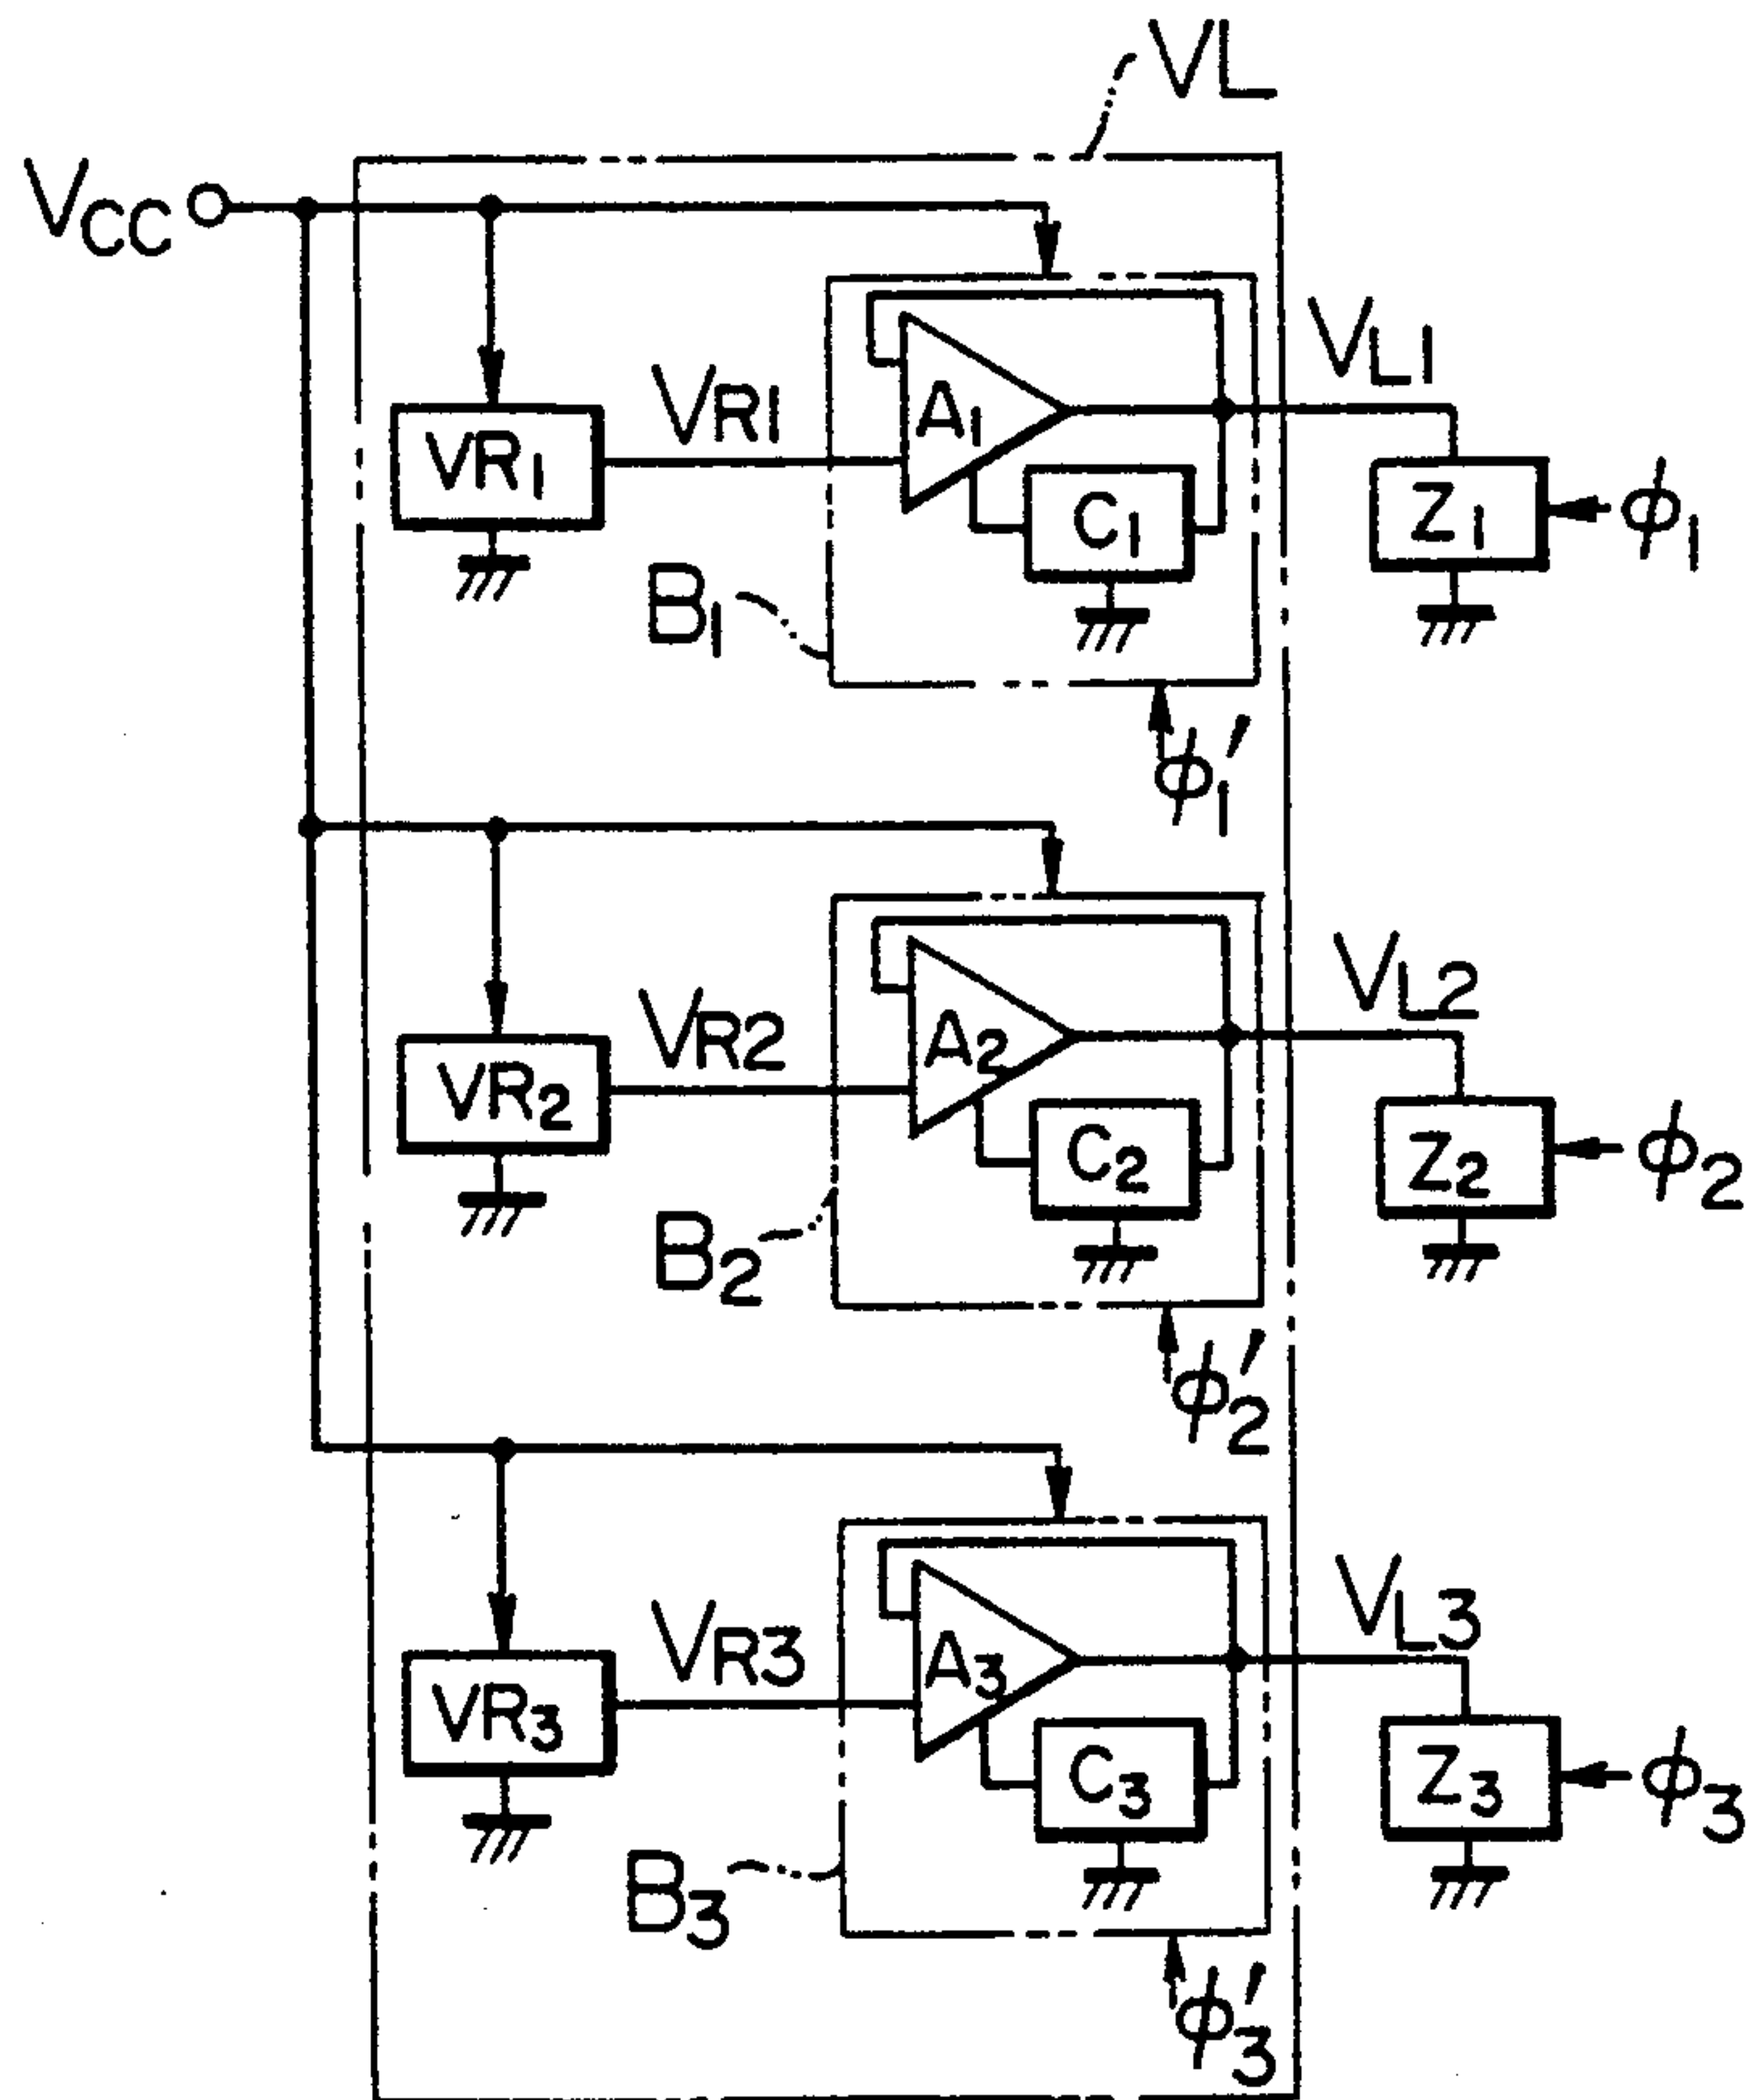 VL
VCC
VR1
VR1
A1
C1
VL1
Z1
ϕ1
B1
ϕ1'
VR2
VR2
A2
C2
VL2
Z2
ϕ2
B2
ϕ2'
VR3
VR3
A3
C3
VL3
Z3
ϕ3
B3
ϕ3'